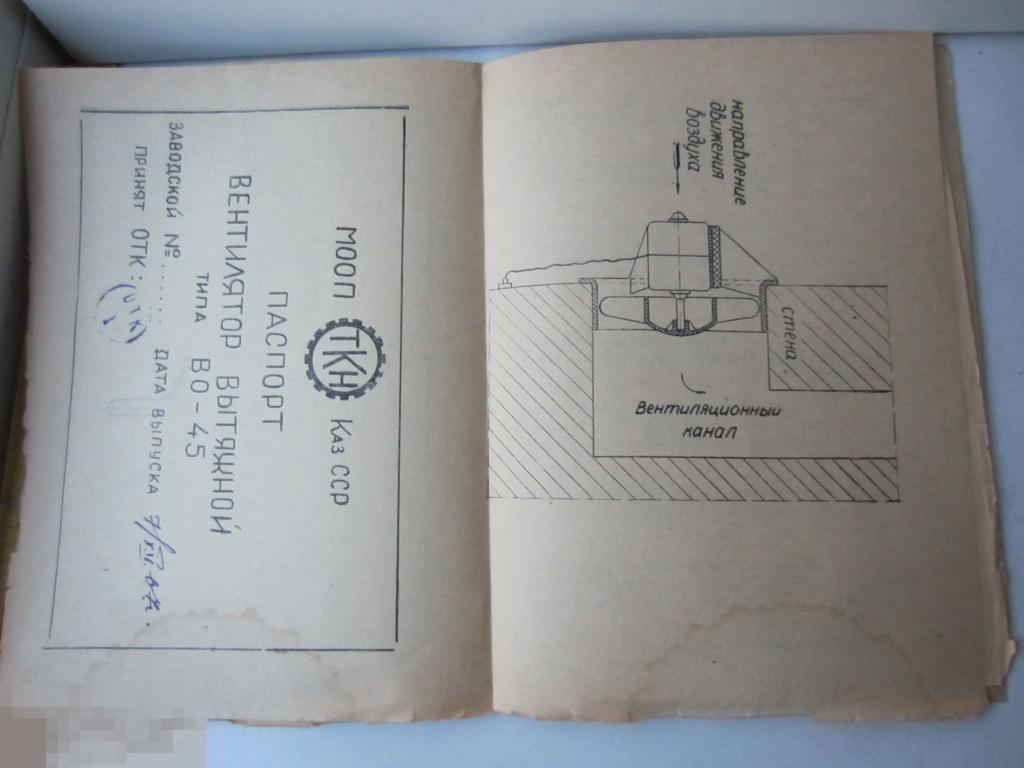 МООП ТКН Каз ССР
ПАСПОРТ
ВЕНТИЛЯТОР ВЫТЯЖНОЙ
ТИПА ВО-45
ЗАВОДСКОЙ № ...... ДАТА ВЫПУСКА
ПРИНЯТ ОТК:
направление
движения
воздуха
стена
Вентиляционный
канал